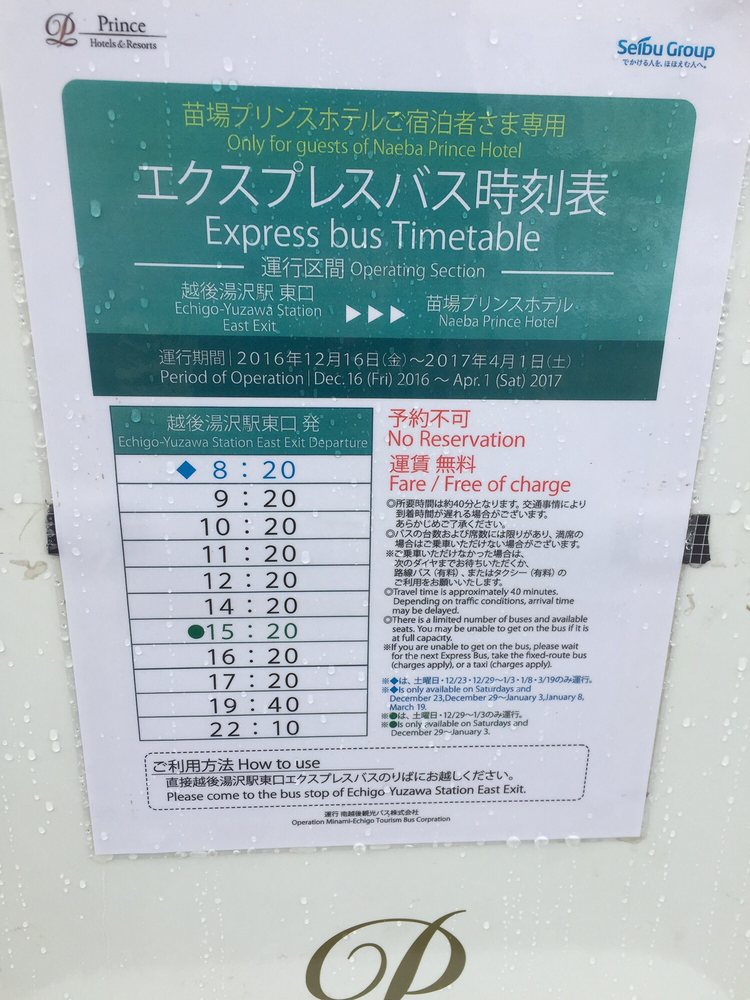 Prince
Hotels & Resorts
Seibu Group
でかける人を、ほほえむ人へ。
苗場プリンスホテルご宿泊者さま専用
Only for guests of Naeba Prince Hotel
エクスプレスバス時刻表
Express bus Timetable
運行区間 Operating Section
越後湯沢駅 東口
Echigo-Yuzawa Station
East Exit
▶▶▶
苗場プリンスホテル
Naeba Prince Hotel
運行期間|2016年12月16日(金)～2017年4月1日(土)
Period of Operation|Dec.16 (Fri) 2016 ～ Apr.1 (Sat) 2017
越後湯沢駅東口 発
Echigo-Yuzawa Station East Exit Departure
◆ 8：20
9：20
10：20
11：20
12：20
14：20
●15：20
16：20
17：20
19：40
22：10
予約不可
No Reservation
運賃 無料
Fare / Free of charge
◎所要時間は約40分となります。交通事情により
到着時間が遅れる場合がございます。
あらかじめご了承ください。
◎バスの台数および席数には限りがあり、満席の
場合はご乗車いただけない場合がございます。
※ご乗車いただけなかった場合は、
次のダイヤまでお待ちいただくか、
路線バス（有料）、またはタクシー（有料）の
ご利用をお願いいたします。
◎Travel time is approximately 40 minutes.
Depending on traffic conditions, arrival time
may be delayed.
◎There is a limited number of buses and available
seats. You may be unable to get on the bus if it is
at full capacity.
※If you are unable to get on the bus, please wait
for the next Express Bus, take the fixed-route bus
(charges apply), or a taxi (charges apply).
※◆は、土曜日・12/23・12/29～1/3・1/8・3/19のみ運行。
※◆Is only available on Saturdays and
December 23,December 29～January 3,January 8,
March 19.
※●は、土曜日・12/29～1/3のみ運行。
※●Is only available on Saturdays and
December 29～January 3.
ご利用方法 How to use
直接越後湯沢駅東口エクスプレスバスのりばにお越しください。
Please come to the bus stop of Echigo Yuzawa Station East Exit.
運行 南越後観光バス株式会社
Operation Minami-Echigo Tourism Bus Corpration